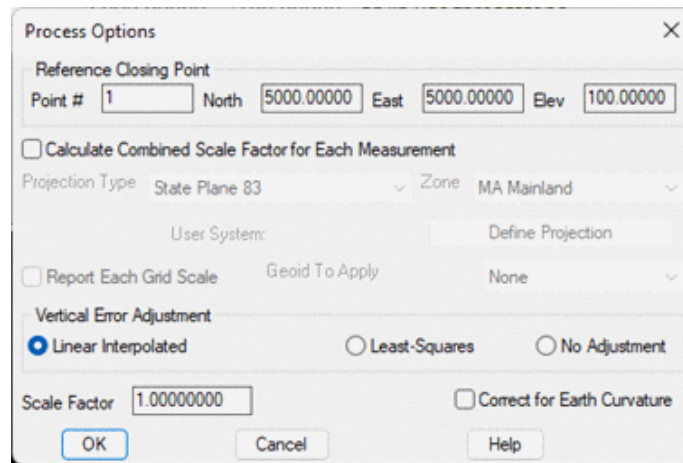 Process Options
Reference Closing Point
Point # 1 North 5000.00000 East 5000.00000 Elev 100.00000
Calculate Combined Scale Factor for Each Measurement
Projection Type State Plane 83 Zone MA Mainland
User System: Define Projection
Report Each Grid Scale Geoid To Apply None
Vertical Error Adjustment
Linear Interpolated Least-Squares No Adjustment
Scale Factor 1.00000000 Correct for Earth Curvature
OK Cancel Help